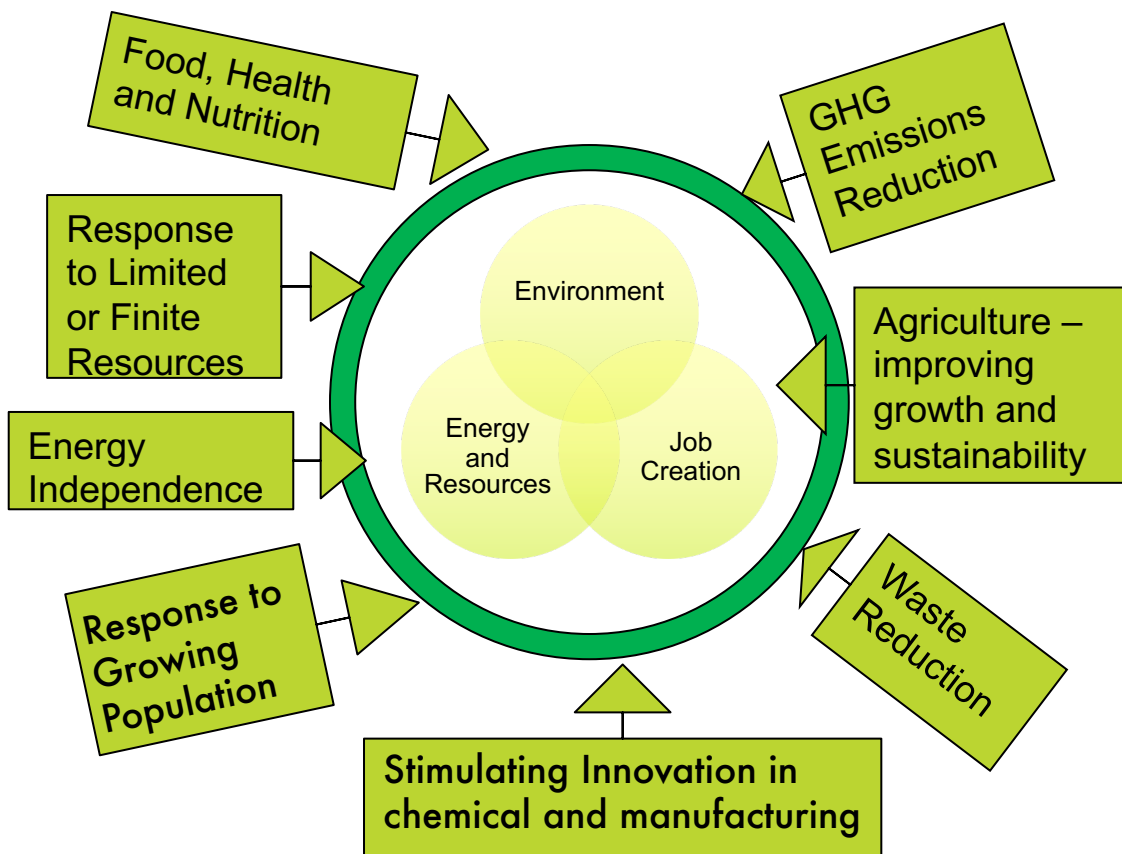 Food, Health
and Nutrition
GHG
Emissions
Reduction
Response
to Limited
or Finite
Resources
Environment
Agriculture –
improving
growth and
sustainability
Energy
and
Resources
Job
Creation
Energy
Independence
Response to
Growing
Population
Waste
Reduction
Stimulating Innovation in
chemical and manufacturing